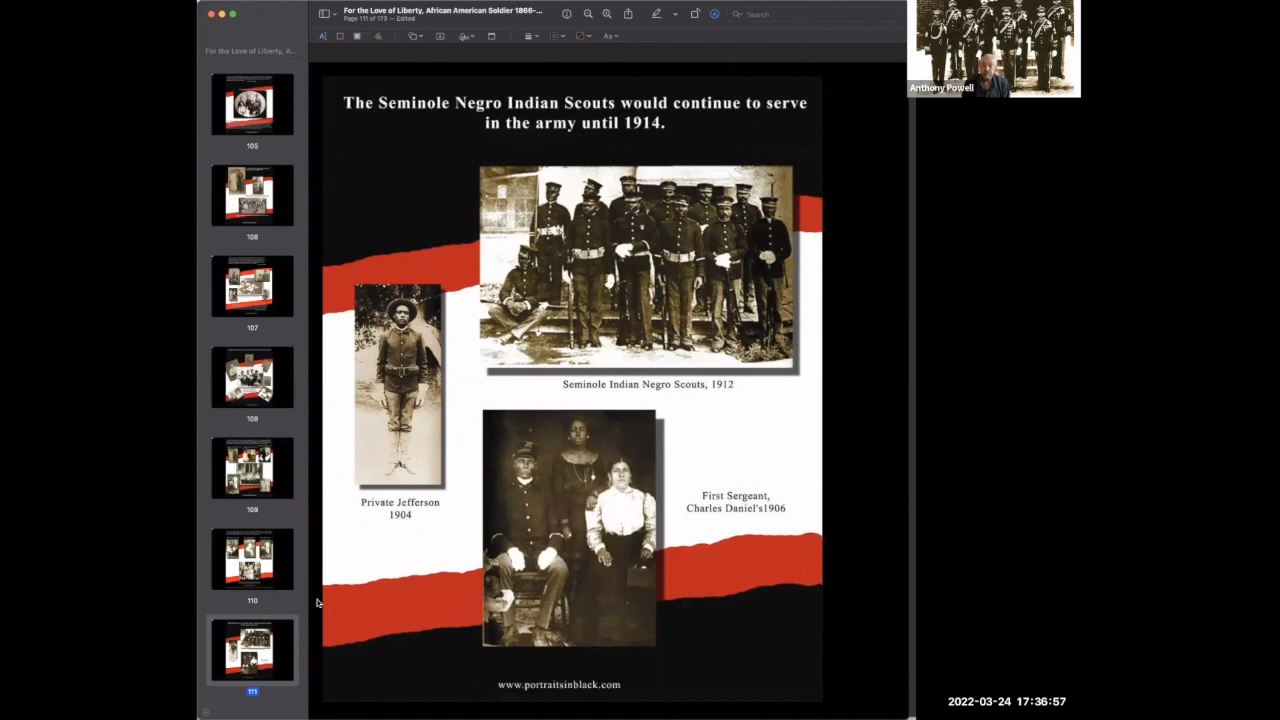 For the Love of Liberty, African American Soldier 1866-...
Page 111 of 173 — Edited
Search
For the Love of Liberty, A...
Aa
105
106
107
108
109
110
111
The Seminole Negro Indian Scouts would continue to serve
in the army until 1914.
Seminole Indian Negro Scouts, 1912
Private Jefferson
1904
First Sergeant,
Charles Daniel's1906
www.portraitsinblack.com
Anthony Powell
2022-03-24 17:36:57